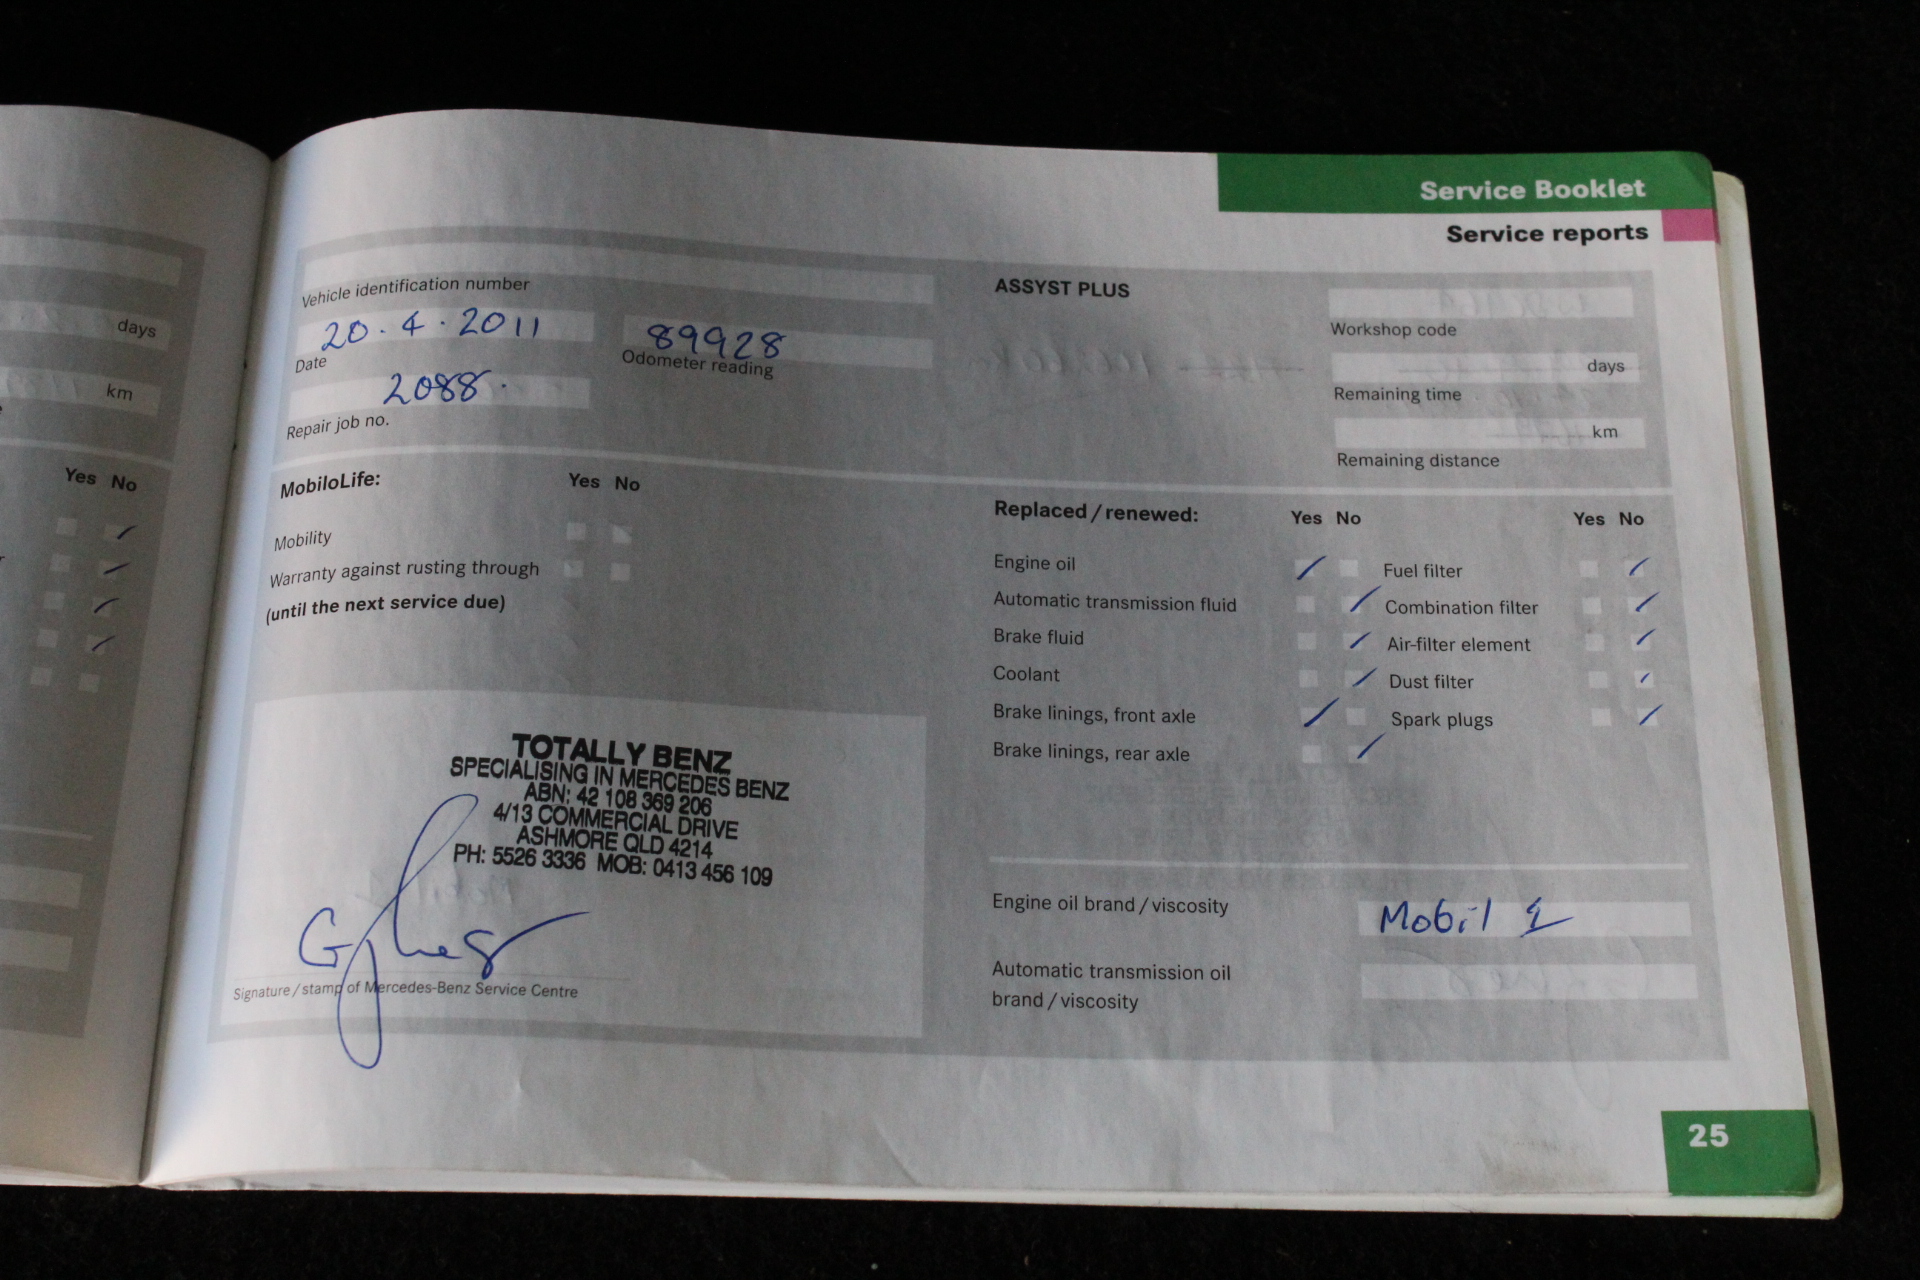 Service Booklet
Service reports
Vehicle identification number
20.4.2011
Date
89928
Odometer reading
2088.
Repair job no.
ASSYST PLUS
Workshop code
days
Remaining time
km
Remaining distance
MobiloLife: Yes No
Mobility
Warranty against rusting through
(until the next service due)
Replaced / renewed: Yes No Yes No
Engine oil Fuel filter
Automatic transmission fluid Combination filter
Brake fluid Air-filter element
Coolant Dust filter
Brake linings, front axle Spark plugs
Brake linings, rear axle
TOTALLY BENZ
SPECIALISING IN MERCEDES BENZ
ABN: 42 108 369 206
4/13 COMMERCIAL DRIVE
ASHMORE QLD 4214
PH: 5526 3336 MOB: 0413 456 109
Signature / stamp of Mercedes-Benz Service Centre
Engine oil brand / viscosity Mobil 1
Automatic transmission oil
brand / viscosity
25
days
km
Yes No